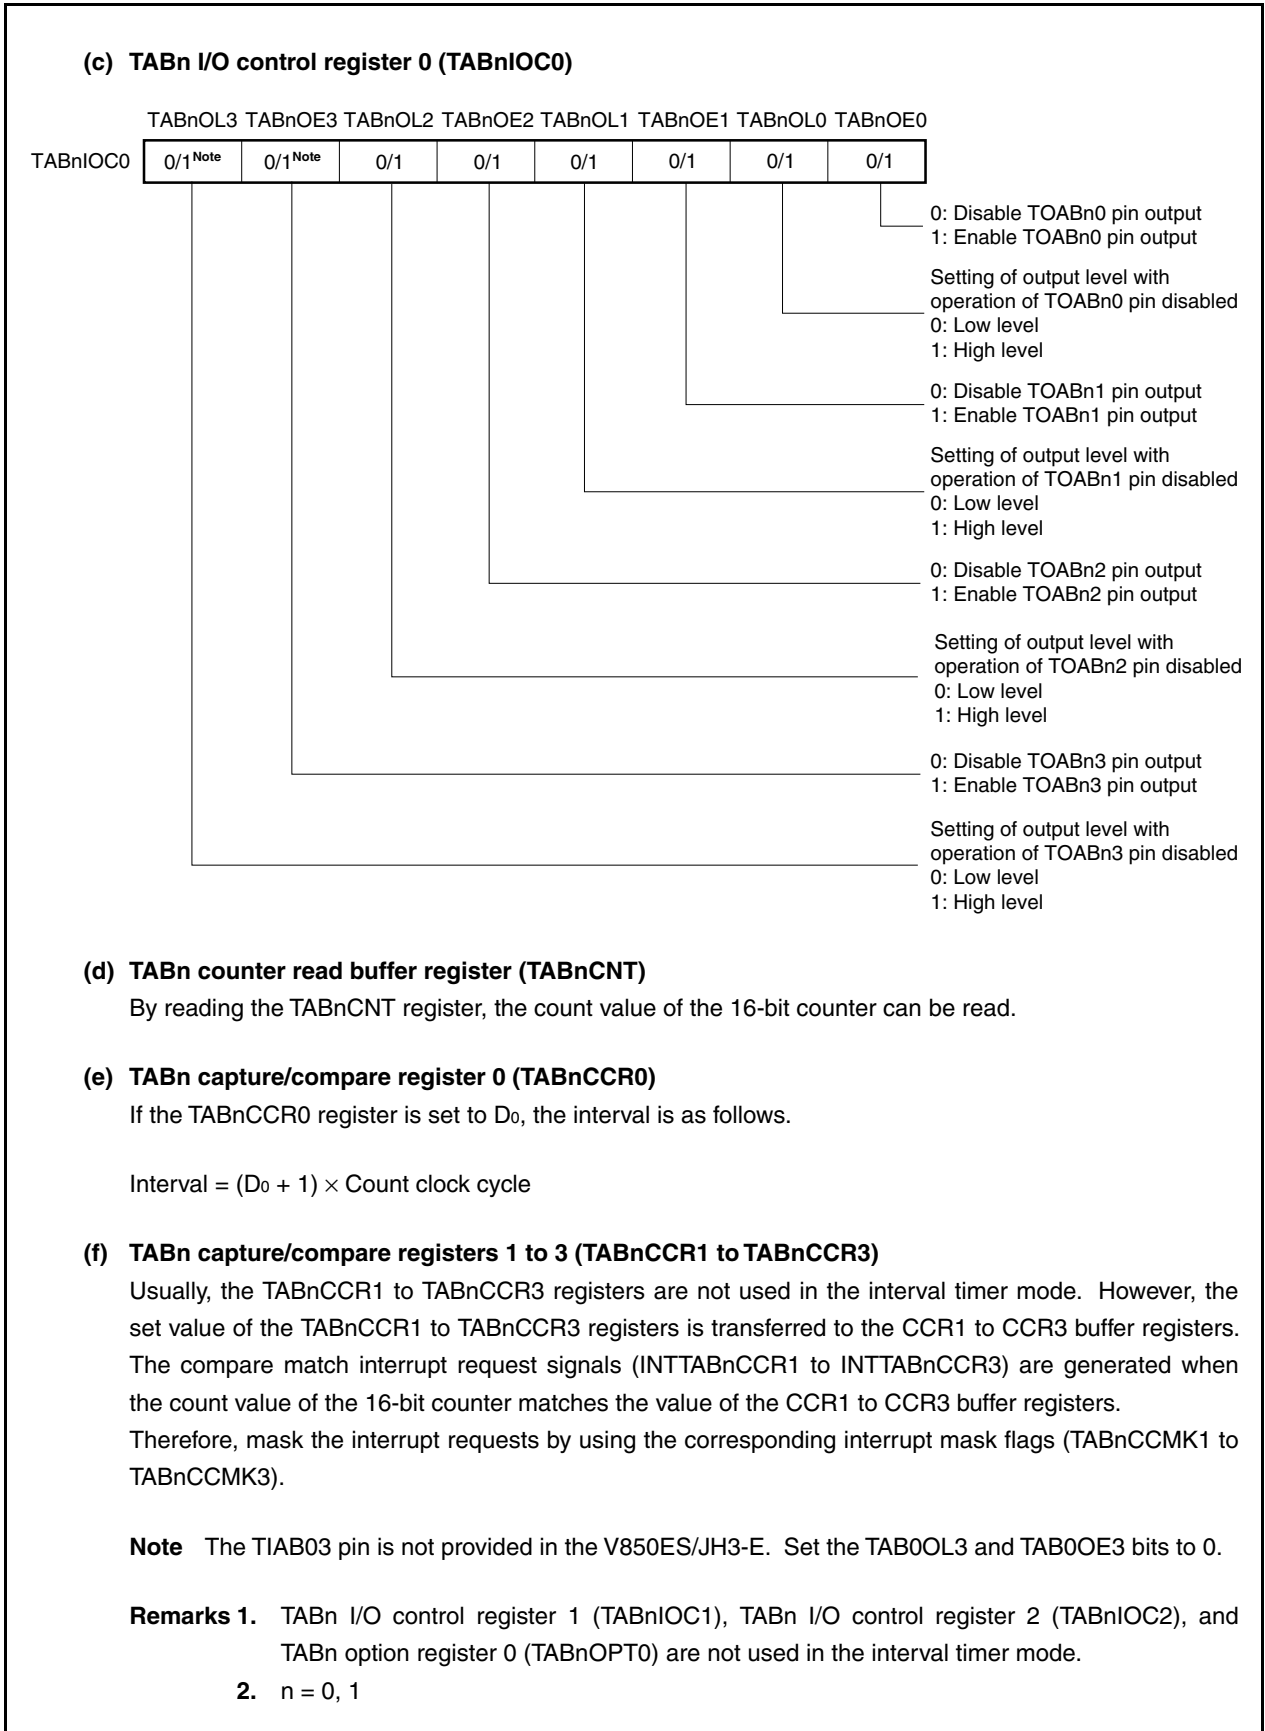 (c) TABn I/O control register 0 (TABnIOC0)
TABnOL3 TABnOE3 TABnOL2 TABnOE2 TABnOL1 TABnOE1 TABnOL0 TABnOE0
TABnIOC0 0/1Note 0/1Note 0/1 0/1 0/1 0/1 0/1 0/1
0: Disable TOABn0 pin output
1: Enable TOABn0 pin output
Setting of output level with
operation of TOABn0 pin disabled
0: Low level
1: High level
0: Disable TOABn1 pin output
1: Enable TOABn1 pin output
Setting of output level with
operation of TOABn1 pin disabled
0: Low level
1: High level
0: Disable TOABn2 pin output
1: Enable TOABn2 pin output
Setting of output level with
operation of TOABn2 pin disabled
0: Low level
1: High level
0: Disable TOABn3 pin output
1: Enable TOABn3 pin output
Setting of output level with
operation of TOABn3 pin disabled
0: Low level
1: High level
(d) TABn counter read buffer register (TABnCNT)
By reading the TABnCNT register, the count value of the 16-bit counter can be read.
(e) TABn capture/compare register 0 (TABnCCR0)
If the TABnCCR0 register is set to D0, the interval is as follows.
Interval = (D0 + 1) × Count clock cycle
(f) TABn capture/compare registers 1 to 3 (TABnCCR1 to TABnCCR3)
Usually, the TABnCCR1 to TABnCCR3 registers are not used in the interval timer mode. However, the
set value of the TABnCCR1 to TABnCCR3 registers is transferred to the CCR1 to CCR3 buffer registers.
The compare match interrupt request signals (INTTABnCCR1 to INTTABnCCR3) are generated when
the count value of the 16-bit counter matches the value of the CCR1 to CCR3 buffer registers.
Therefore, mask the interrupt requests by using the corresponding interrupt mask flags (TABnCCMK1 to
TABnCCMK3).
Note The TIAB03 pin is not provided in the V850ES/JH3-E. Set the TAB0OL3 and TAB0OE3 bits to 0.
Remarks 1. TABn I/O control register 1 (TABnIOC1), TABn I/O control register 2 (TABnIOC2), and
TABn option register 0 (TABnOPT0) are not used in the interval timer mode.
2. n = 0, 1